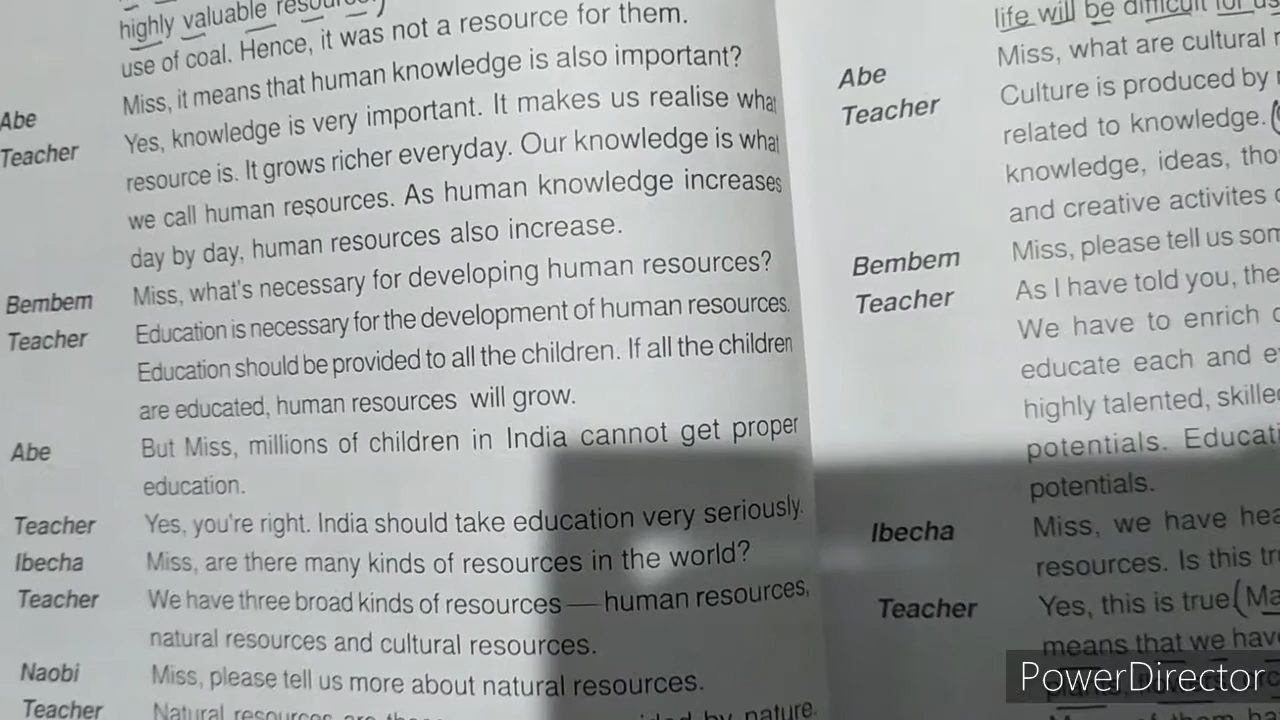 highly valuable
use of coal. Hence, it was not a resource for them.
Abe Miss, it means that human knowledge is also important?
Teacher Yes, knowledge is very important. It makes us realise what
resource is. It grows richer everyday. Our knowledge is what
we call human resources. As human knowledge increases
day by day, human resources also increase.
Bembem Miss, what's necessary for developing human resources?
Teacher Education is necessary for the development of human resources.
Education should be provided to all the children. If all the children
are educated, human resources will grow.
Abe But Miss, millions of children in India cannot get proper
education.
Teacher Yes, you're right. India should take education very seriously.
Ibecha Miss, are there many kinds of resources in the world?
Teacher We have three broad kinds of resources — human resources,
natural resources and cultural resources.
Naobi Miss, please tell us more about natural resources.
Teacher Natural resources are by nature.
life will be difficult for
Abe Miss, what are cultural
Teacher Culture is produced by
related to knowledge.
knowledge, ideas,
and creative activites
Bembem Miss, please tell us
Teacher As I have told you,
We have to enrich
educate each and
highly talented,
potentials.
potentials.
Ibecha Miss, we have
resources. Is this
Teacher Yes, this is true (
means that we
PowerDirector